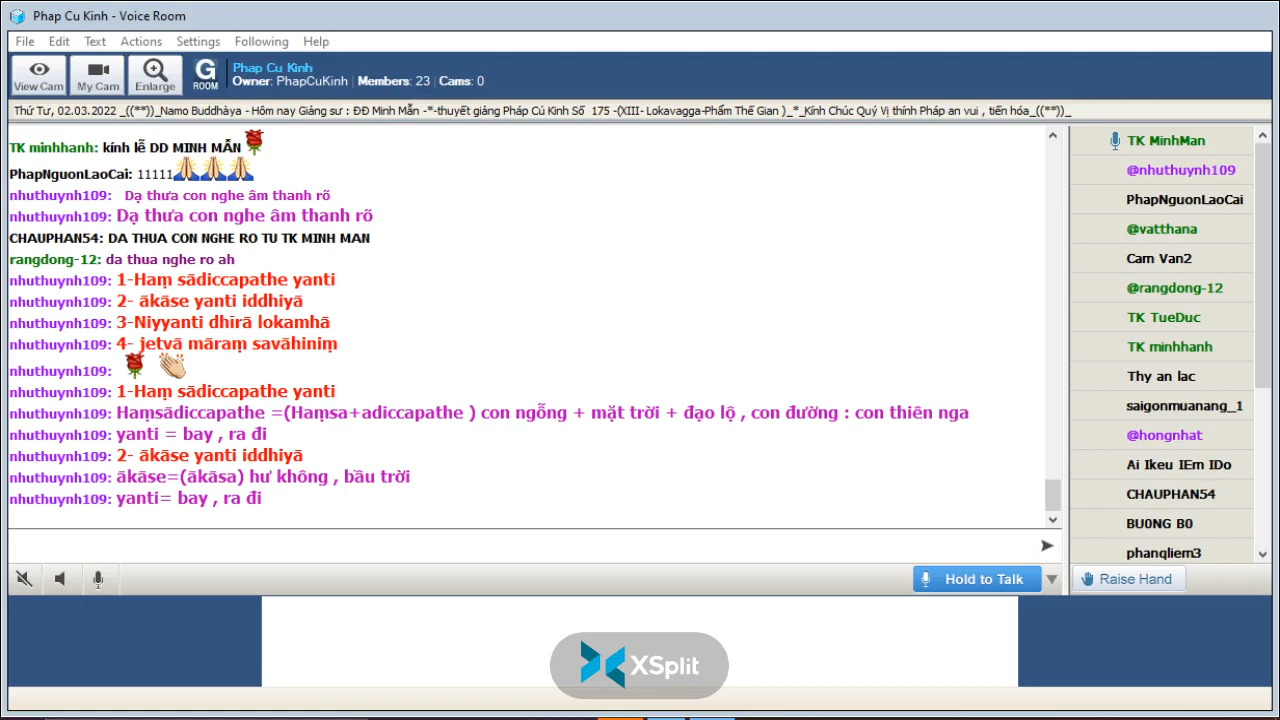 Phap Cu Kinh - Voice Room
File Edit Text Actions Settings Following Help
View Cam
My Cam
Enlarge
G
ROOM
Phap Cu Kinh
Owner: PhapCuKinh | Members: 23 | Cams: 0
Thứ Tư, 02.03.2022 _((**))_Namo Buddhàya - Hôm nay Giảng sư : ĐĐ Minh Mẫn -*-thuyết giảng Pháp Cú Kinh Số 175 -(XIII- Lokavagga-Phẩm Thế Gian )_*_Kính Chúc Quý Vị thính Pháp an vui , tiến hóa_((**))_
TK minhhanh: kính lễ DD MINH MẪN
PhapNguonLaoCai: 11111
nhuthuynh109: Dạ thưa con nghe âm thanh rõ
nhuthuynh109: Dạ thưa con nghe âm thanh rõ
CHAUPHAN54: DA THUA CON NGHE RO TU TK MINH MAN
rangdong-12: da thua nghe ro ah
nhuthuynh109: 1-Haṃ sādiccapathe yanti
nhuthuynh109: 2- ākāse yanti iddhiyā
nhuthuynh109: 3-Niyyanti dhīrā lokamhā
nhuthuynh109: 4- jetvā māraṃ savāhiniṃ
nhuthuynh109:
nhuthuynh109: 1-Haṃ sādiccapathe yanti
nhuthuynh109: Haṃsādiccapathe =(Haṃsa+adiccapathe ) con ngỗng + mặt trời + đạo lộ , con đường : con thiên nga
nhuthuynh109: yanti = bay , ra đi
nhuthuynh109: 2- ākāse yanti iddhiyā
nhuthuynh109: ākāse=(ākāsa) hư không , bầu trời
nhuthuynh109: yanti= bay , ra đi
TK MinhMan
@nhuthuynh109
PhapNguonLaoCai
@vatthana
Cam Van2
@rangdong-12
TK TueDuc
TK minhhanh
Thy an lac
saigonmuanang_1
@hongnhat
Ai Ikeu IEm IDo
CHAUPHAN54
BU0NG B0
phanqliem3
Hold to Talk
Raise Hand
XSplit